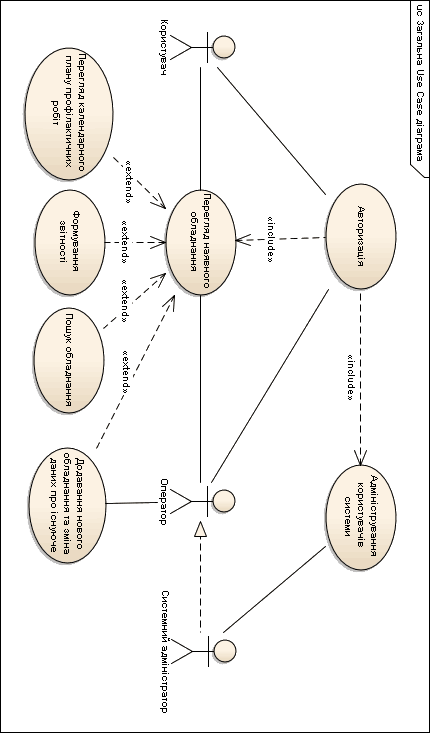 uc Загальна Use Case діаграма
Користувач
Авторизація
«include»
«include»
Адміністрування
користувачів
системи
Перегляд наявного
обладнання
Оператор
Системний адміністратор
«extend»
«extend»
«extend»
«extend»
Перегляд календарного
плану профілактичних
робіт
Формування
звітності
Пошук обладнання
Додавання нового
обладнання та зміна
даних про існуюче